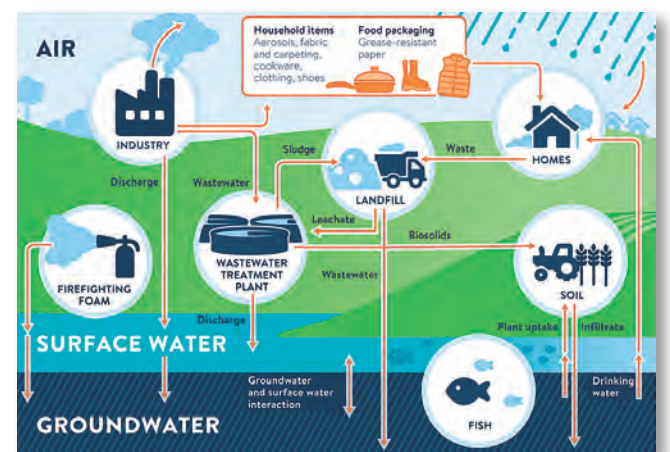 AIR
Household items
Aerosols, fabric
and carpeting,
cookware,
clothing, shoes
Food packaging
Grease-resistant
paper
INDUSTRY
Sludge
Waste
HOMES
LANDFILL
Discharge
Wastewater
Leachate
Biosolids
FIREFIGHTING
FOAM
WASTEWATER
TREATMENT
PLANT
Wastewater
SOIL
Discharge
Plant uptake
Infiltrate
SURFACE WATER
Groundwater
and surface water
interaction
Drinking
water
FISH
GROUNDWATER